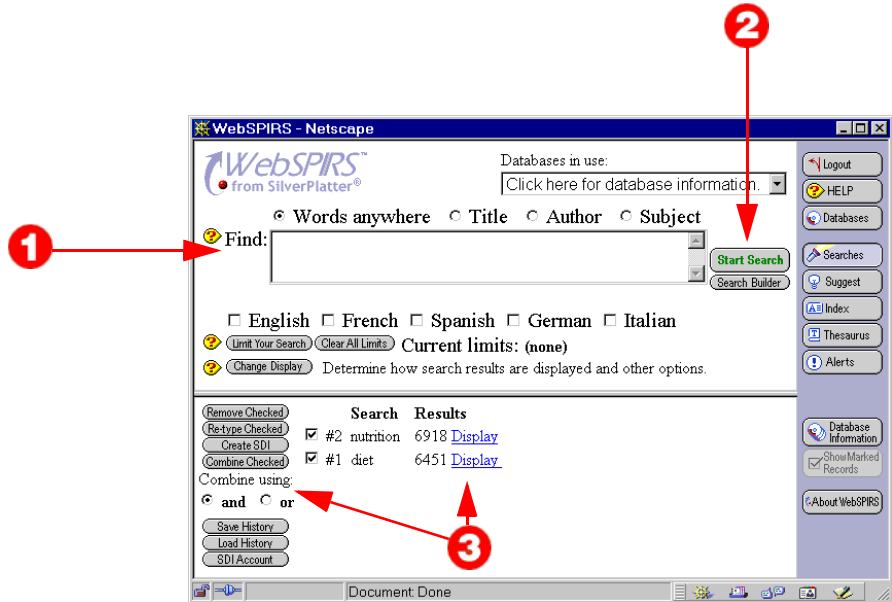 2
WebSPIRS - Netscape
WebSPIRS™
from SilverPlatter®
Databases in use:
Click here for database information.
Words anywhere Title Author Subject
1
Find:
Start Search
Search Builder
English French Spanish German Italian
Limit Your Search Clear All Limits Current limits: (none)
Change Display Determine how search results are displayed and other options.
Logout
HELP
Databases
Searches
Suggest
Index
Thesaurus
Alerts
Database
Information
Show Marked
Records
About WebSPIRS
Remove Checked
Re-type Checked
Create SDI
Combine Checked
Combine using:
and or
Save History
Load History
SDI Account
Search Results
#2 nutrition 6918 Display
#1 diet 6451 Display
3
Document: Done